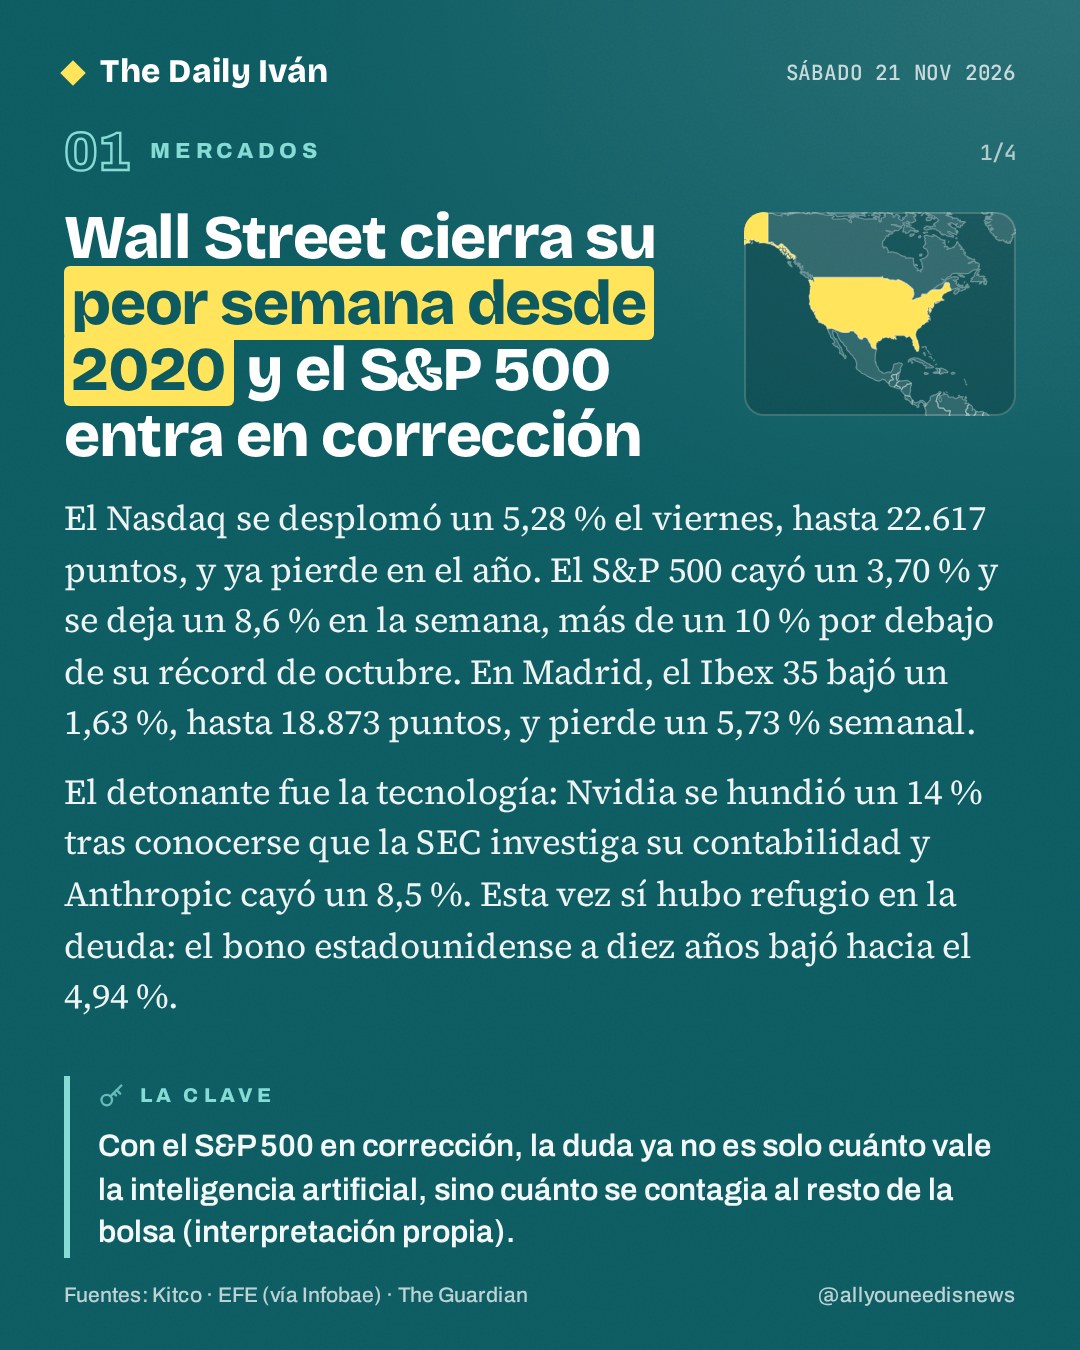 The Daily Iván
SÁBADO 21 NOV 2026
01 MERCADOS
1/4
Wall Street cierra su
peor semana desde
2020 y el S&P 500
entra en corrección
El Nasdaq se desplomó un 5,28 % el viernes, hasta 22.617
puntos, y ya pierde en el año. El S&P 500 cayó un 3,70 % y
se deja un 8,6 % en la semana, más de un 10 % por debajo
de su récord de octubre. En Madrid, el Ibex 35 bajó un
1,63 %, hasta 18.873 puntos, y pierde un 5,73 % semanal.
El detonante fue la tecnología: Nvidia se hundió un 14 %
tras conocerse que la SEC investiga su contabilidad y
Anthropic cayó un 8,5 %. Esta vez sí hubo refugio en la
deuda: el bono estadounidense a diez años bajó hacia el
4,94 %.
LA CLAVE
Con el S&P 500 en corrección, la duda ya no es solo cuánto vale
la inteligencia artificial, sino cuánto se contagia al resto de la
bolsa (interpretación propia).
Fuentes: Kitco · EFE (vía Infobae) · The Guardian
@allyouneedisnews